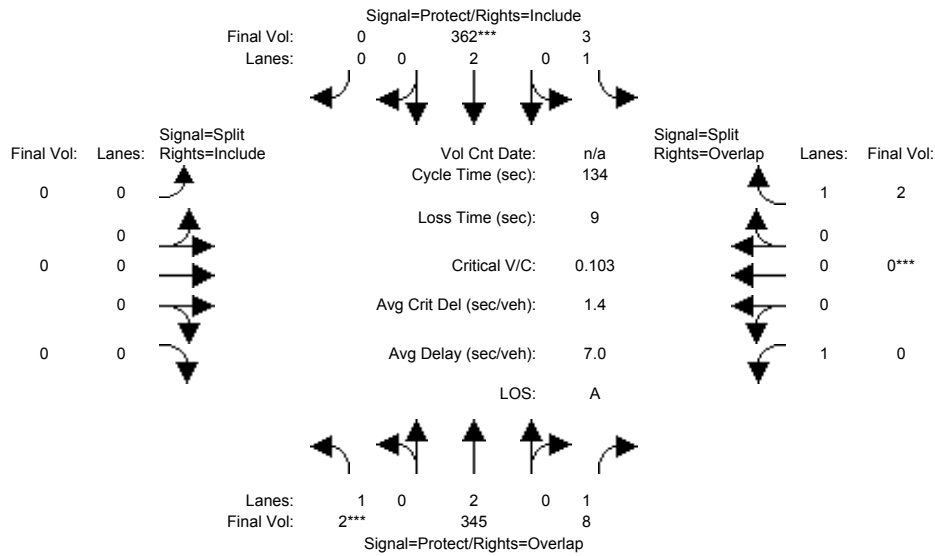 Signal=Protect/Rights=Include
Final Vol: 0 362*** 3
Lanes: 0 0 2 0 1
Signal=Split
Final Vol: Lanes: Rights=Include
Vol Cnt Date: n/a
Signal=Split
Rights=Overlap Lanes: Final Vol:
Cycle Time (sec): 134
0 0 1 2
Loss Time (sec): 9
0 0
0 0 Critical V/C: 0.103 0 0***
0 Avg Crit Del (sec/veh): 1.4 0
0 0 Avg Delay (sec/veh): 7.0 1 0
LOS: A
Lanes: 1 0 2 0 1
Final Vol: 2*** 345 8
Signal=Protect/Rights=Overlap